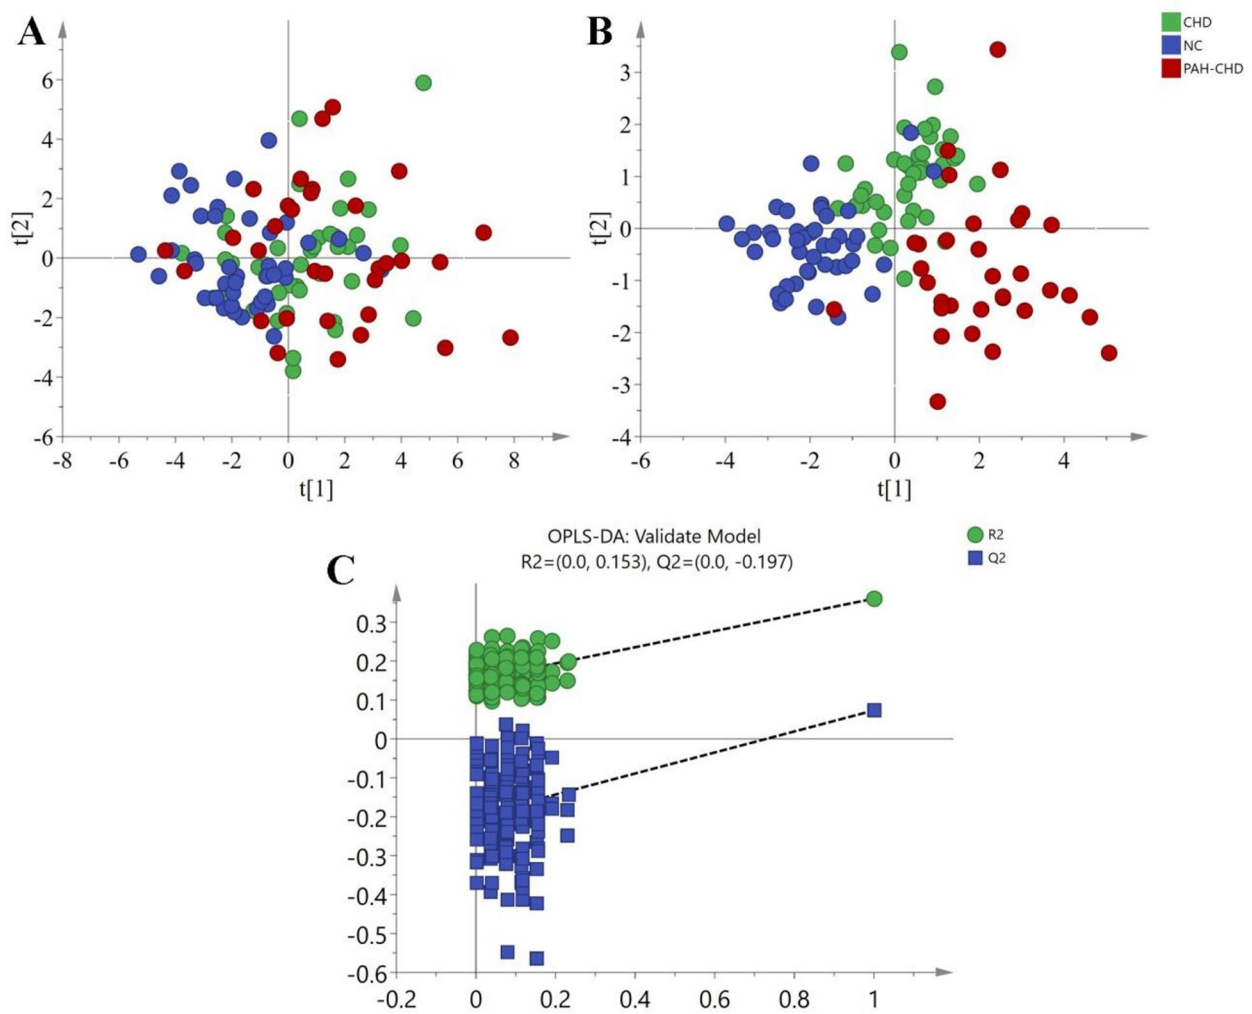 A
t[2]
6
4
2
0
-2
-4
-6
-8 -6 -4 -2 0 2 4 6 8
t[1]
B
t[2]
3
2
1
0
-1
-2
-3
-4
-6 -4 -2 0 2 4
t[1]
CHD
NC
PAH-CHD
C
OPLS-DA: Validate Model
R2=(0.0, 0.153), Q2=(0.0, -0.197)
R2
Q2
0.3
0.2
0.1
0
-0.1
-0.2
-0.3
-0.4
-0.5
-0.6
-0.2 0 0.2 0.4 0.6 0.8 1